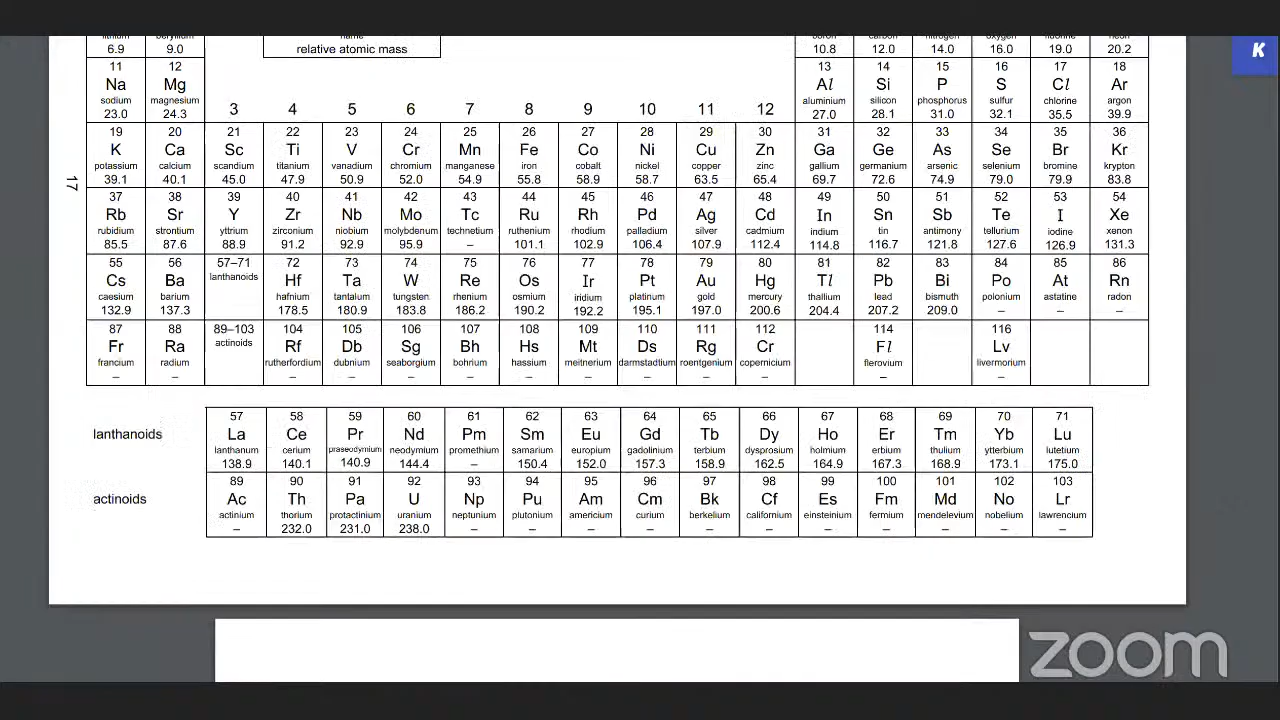 lithium beryllium name boron carbon nitrogen oxygen fluorine neon
6.9 9.0 relative atomic mass 10.8 12.0 14.0 16.0 19.0 20.2
K
11 12 13 14 15 16 17 18
Na Mg Al Si P S Cl Ar
sodium magnesium aluminium silicon phosphorus sulfur chlorine argon
23.0 24.3 3 4 5 6 7 8 9 10 11 12 27.0 28.1 31.0 32.1 35.5 39.9
19 20 21 22 23 24 25 26 27 28 29 30 31 32 33 34 35 36
K Ca Sc Ti V Cr Mn Fe Co Ni Cu Zn Ga Ge As Se Br Kr
potassium calcium scandium titanium vanadium chromium manganese iron cobalt nickel copper zinc gallium germanium arsenic selenium bromine krypton
39.1 40.1 45.0 47.9 50.9 52.0 54.9 55.8 58.9 58.7 63.5 65.4 69.7 72.6 74.9 79.0 79.9 83.8
17
37 38 39 40 41 42 43 44 45 46 47 48 49 50 51 52 53 54
Rb Sr Y Zr Nb Mo Tc Ru Rh Pd Ag Cd In Sn Sb Te I Xe
rubidium strontium yttrium zirconium niobium molybdenum technetium ruthenium rhodium palladium silver cadmium indium tin antimony tellurium iodine xenon
85.5 87.6 88.9 91.2 92.9 95.9 – 101.1 102.9 106.4 107.9 112.4 114.8 116.7 121.8 127.6 126.9 131.3
55 56 57–71 72 73 74 75 76 77 78 79 80 81 82 83 84 85 86
Cs Ba lanthanoids Hf Ta W Re Os Ir Pt Au Hg Tl Pb Bi Po At Rn
caesium barium hafnium tantalum tungsten rhenium osmium iridium platinum gold mercury thallium lead bismuth polonium astatine radon
132.9 137.3 178.5 180.9 183.8 186.2 190.2 192.2 195.1 197.0 200.6 204.4 207.2 209.0 – – –
87 88 89–103 104 105 106 107 108 109 110 111 112 114 116
Fr Ra actinoids Rf Db Sg Bh Hs Mt Ds Rg Cr Fl Lv
francium radium rutherfordium dubnium seaborgium bohrium hassium meitnerium darmstadtium roentgenium copernicium flerovium livermorium
– – – – – – – – – – – – –
57 58 59 60 61 62 63 64 65 66 67 68 69 70 71
lanthanoids La Ce Pr Nd Pm Sm Eu Gd Tb Dy Ho Er Tm Yb Lu
lanthanum cerium praseodymium neodymium promethium samarium europium gadolinium terbium dysprosium holmium erbium thulium ytterbium lutetium
138.9 140.1 140.9 144.4 – 150.4 152.0 157.3 158.9 162.5 164.9 167.3 168.9 173.1 175.0
89 90 91 92 93 94 95 96 97 98 99 100 101 102 103
actinoids Ac Th Pa U Np Pu Am Cm Bk Cf Es Fm Md No Lr
actinium thorium protactinium uranium neptunium plutonium americium curium berkelium californium einsteinium fermium mendelevium nobelium lawrencium
– 232.0 231.0 238.0 – – – – – – – – – – –
zoom